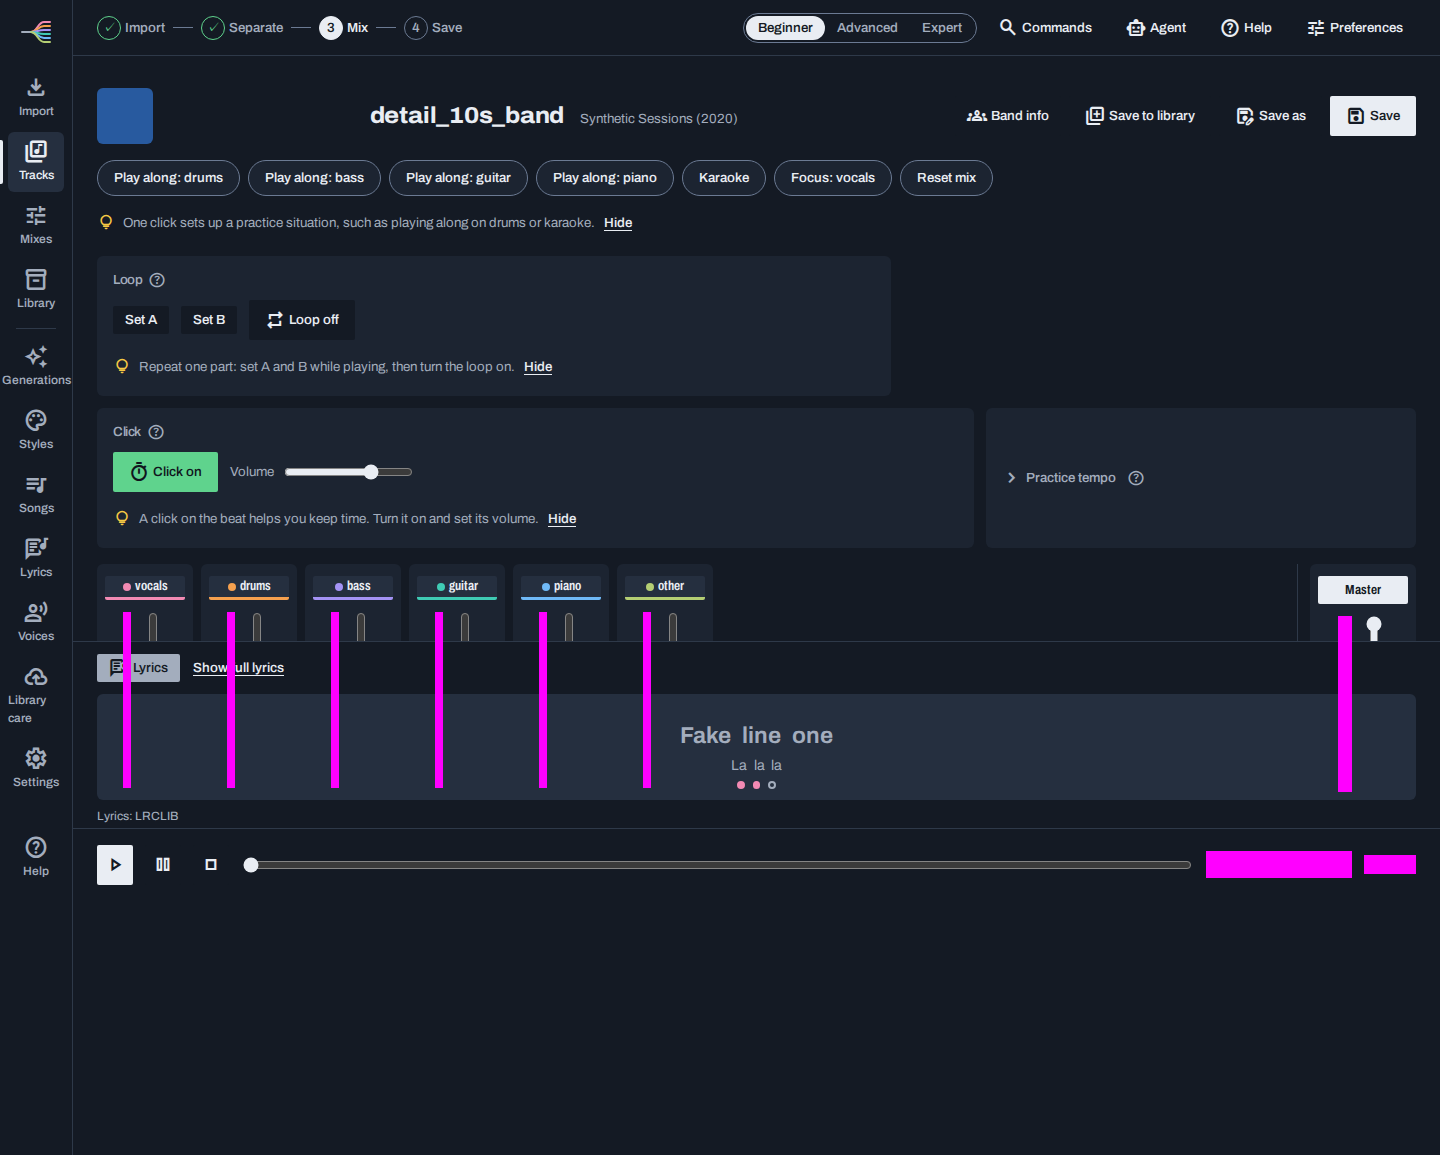 Import
Separate
3 Mix
4 Save
Beginner
Advanced
Expert
Commands
Agent
Help
Preferences
Import
Tracks
Mixes
Library
Generations
Styles
Songs
Lyrics
Voices
Library care
Settings
Help
detail_10s_band
Synthetic Sessions (2020)
Band info
Save to library
Save as
Save
Play along: drums
Play along: bass
Play along: guitar
Play along: piano
Karaoke
Focus: vocals
Reset mix
One click sets up a practice situation, such as playing along on drums or karaoke. Hide
Loop
Set A
Set B
Loop off
Repeat one part: set A and B while playing, then turn the loop on. Hide
Click
Click on
Volume
A click on the beat helps you keep time. Turn it on and set its volume. Hide
Practice tempo
vocals
drums
bass
guitar
piano
other
Master
Lyrics
Show full lyrics
Fake line one
La la la
Lyrics: LRCLIB